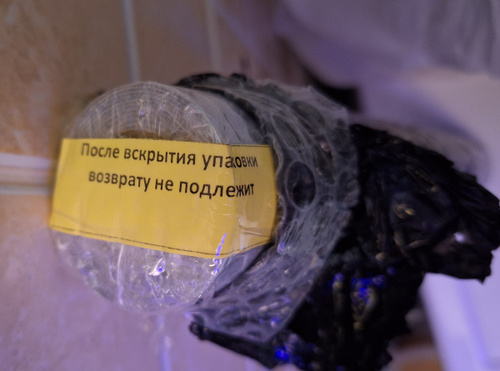 После вскрытия упаковки
возврату не подлежит